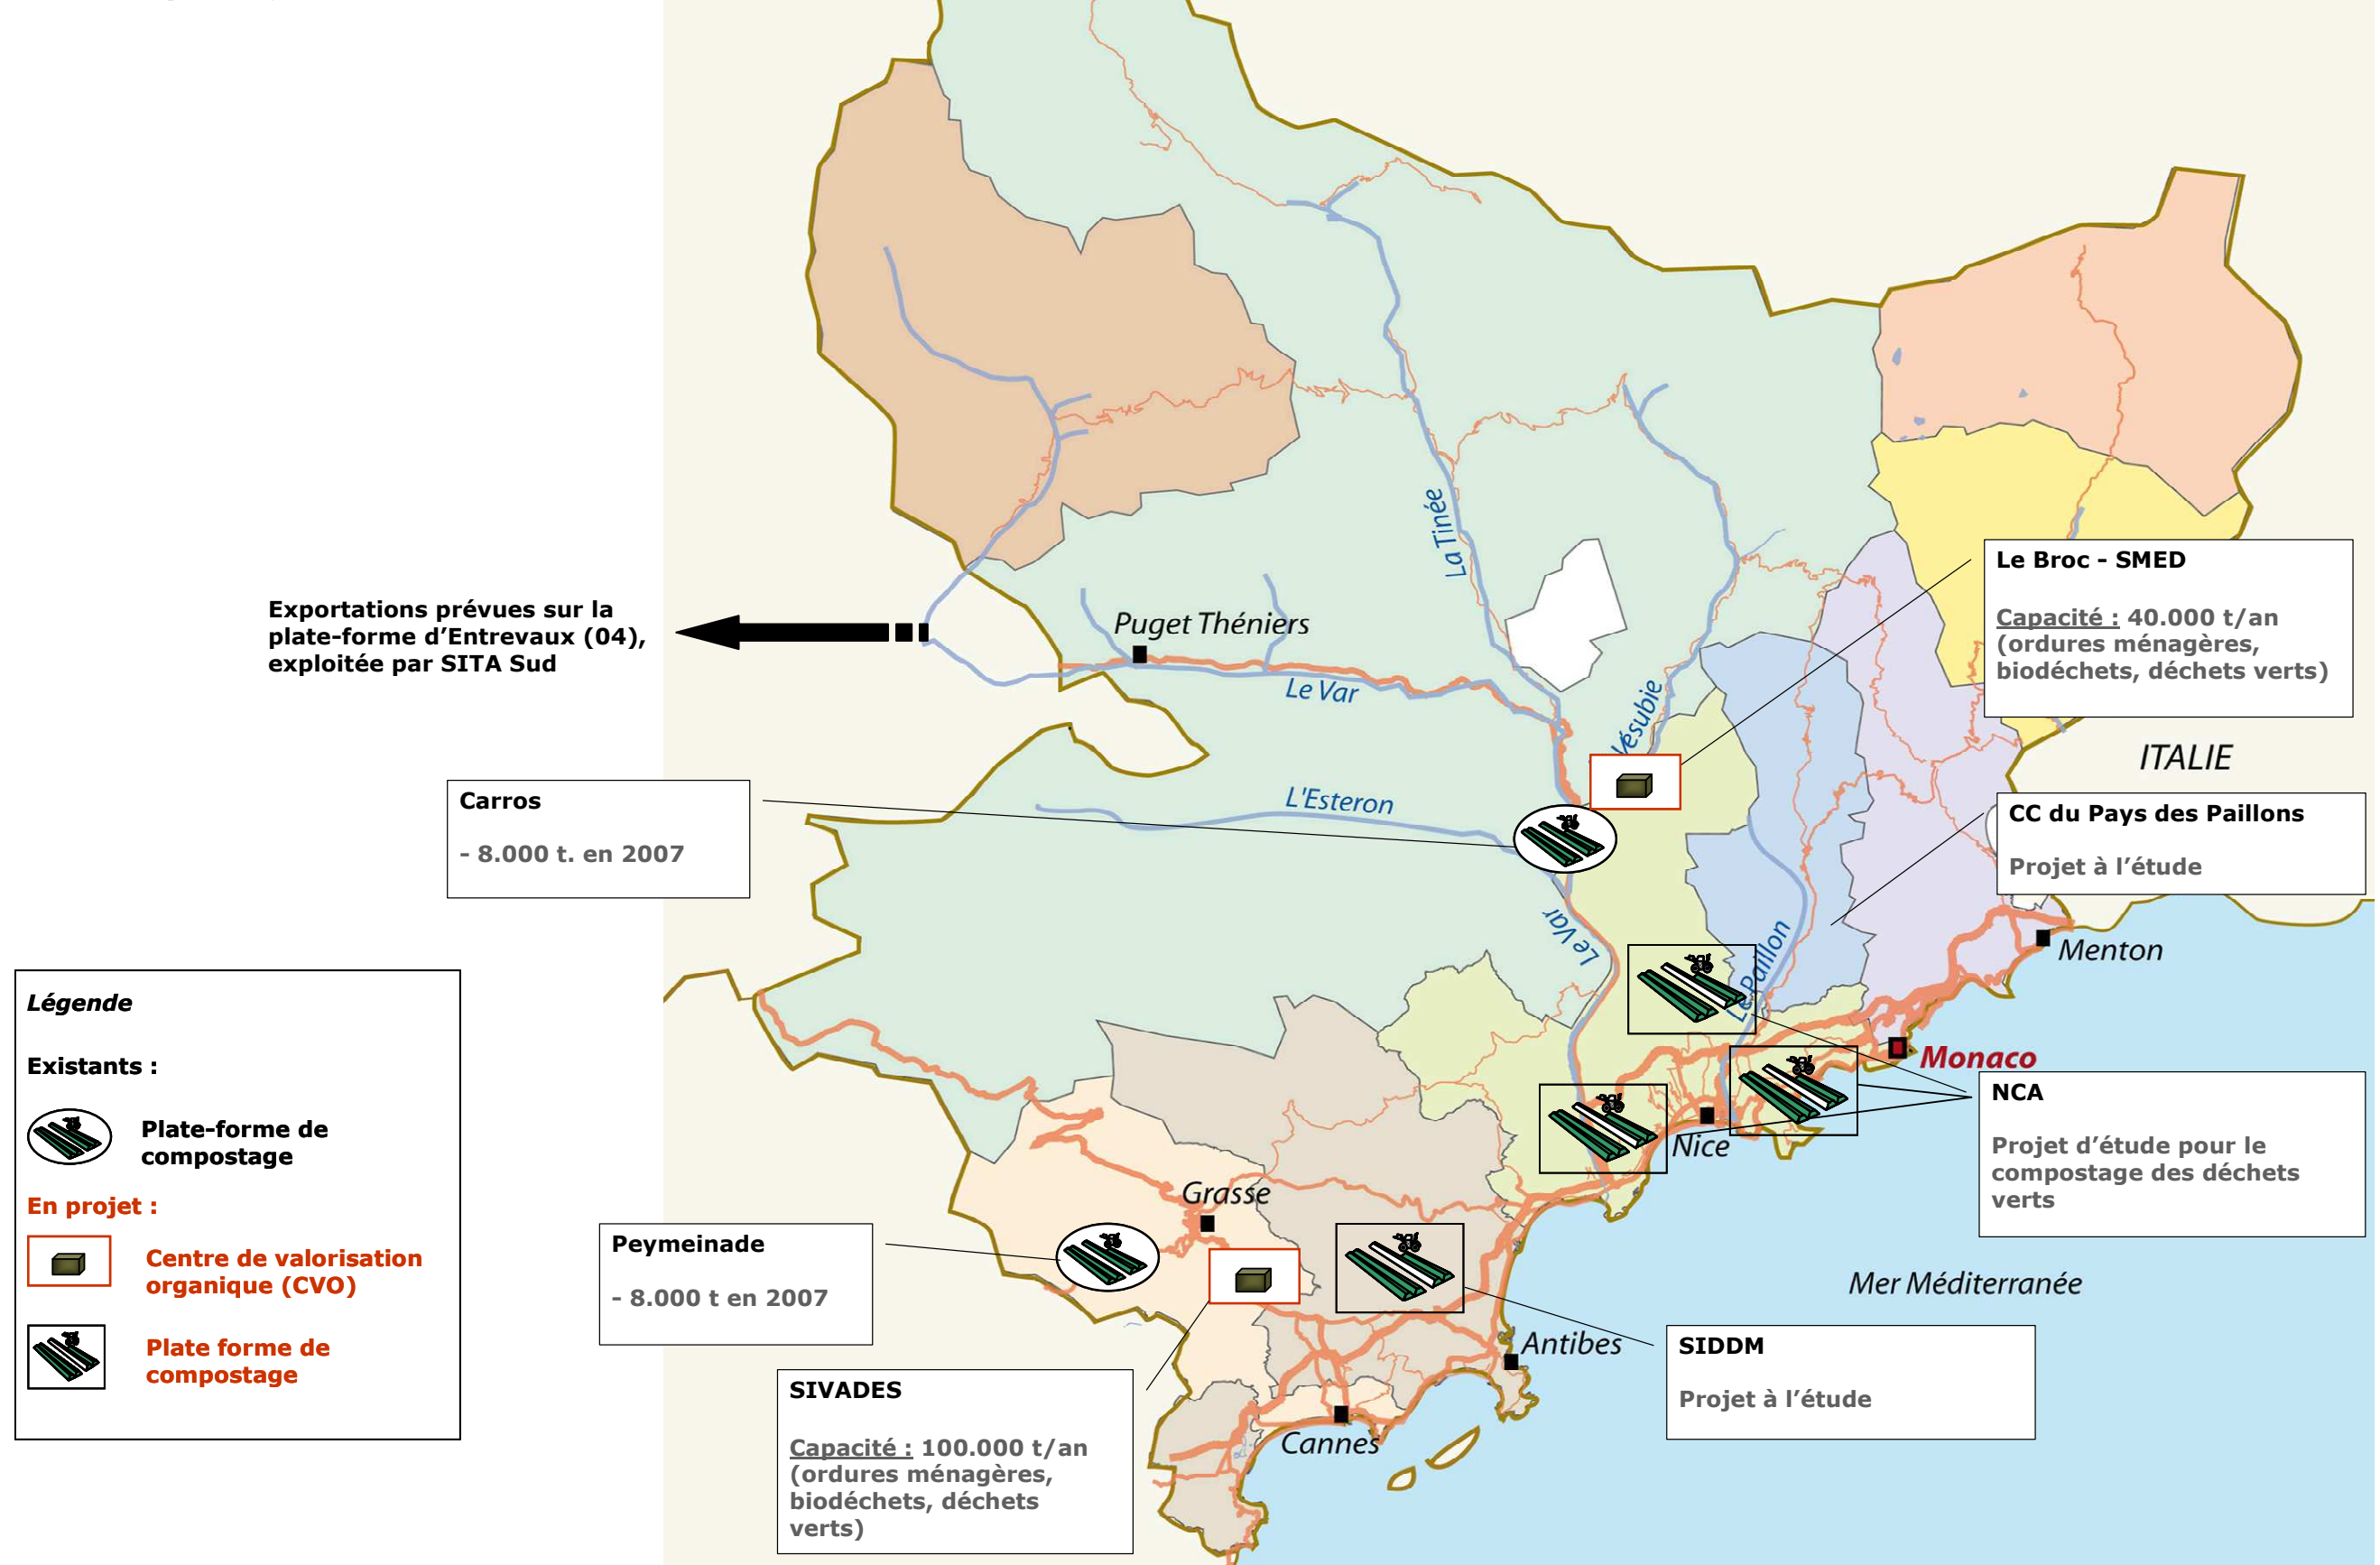 Exportations prévues sur la
plate-forme d’Entrevaux (04),
exploitée par SITA Sud
Puget Théniers
La Tinée
Le Var
Vésubie
L'Esteron
Le Broc - SMED
Capacité : 40.000 t/an
(ordures ménagères,
biodéchets, déchets verts)
ITALIE
Carros
- 8.000 t. en 2007
CC du Pays des Paillons
Projet à l’étude
Le Var
Le Paillon
Menton
Monaco
Légende
Existants :
Plate-forme de
compostage
En projet :
Centre de valorisation
organique (CVO)
Plate forme de
compostage
NCA
Projet d’étude pour le
compostage des déchets
verts
Nice
Grasse
Peymeinade
- 8.000 t en 2007
Mer Méditerranée
Antibes
SIDDM
Projet à l’étude
SIVADES
Capacité : 100.000 t/an
(ordures ménagères,
biodéchets, déchets
verts)
Cannes